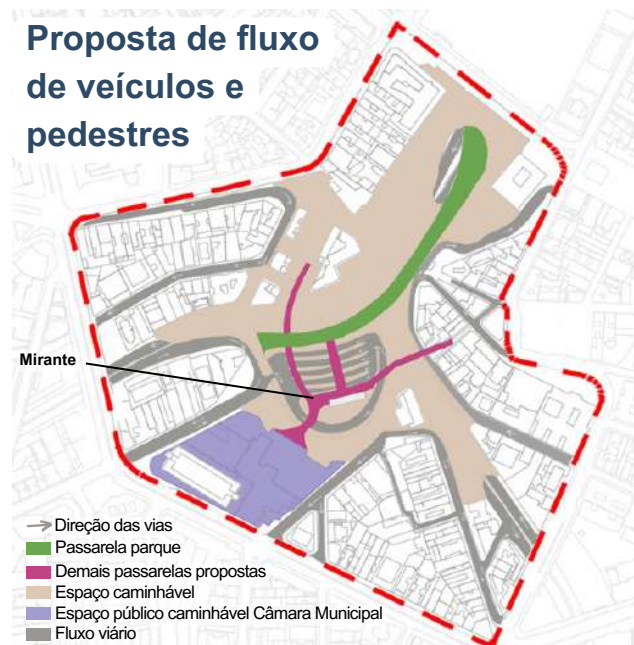 Proposta de fluxo
de veículos e
pedestres
Mirante
Direção das vias
Passarela parque
Demais passarelas propostas
Espaço caminhável
Espaço público caminhável Câmara Municipal
Fluxo viário